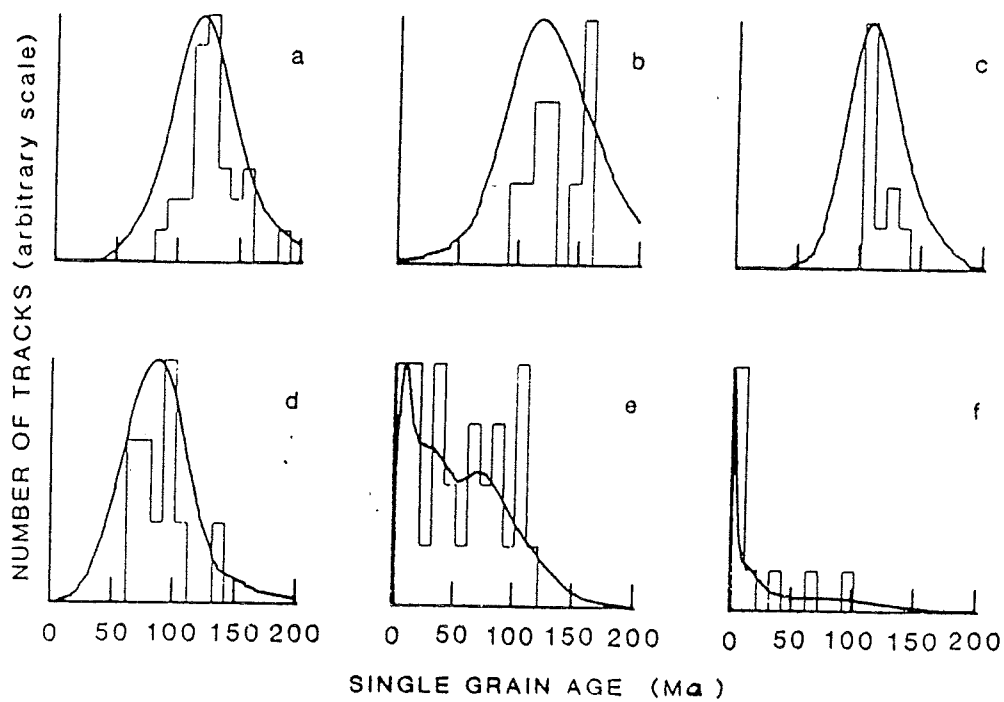 NUMBER OF TRACKS (arbitrary scale)
a
b
c
d
e
f
0 50 100 150 200
0 50 100 150 200
0 50 100 150 200
SINGLE GRAIN AGE (Ma)